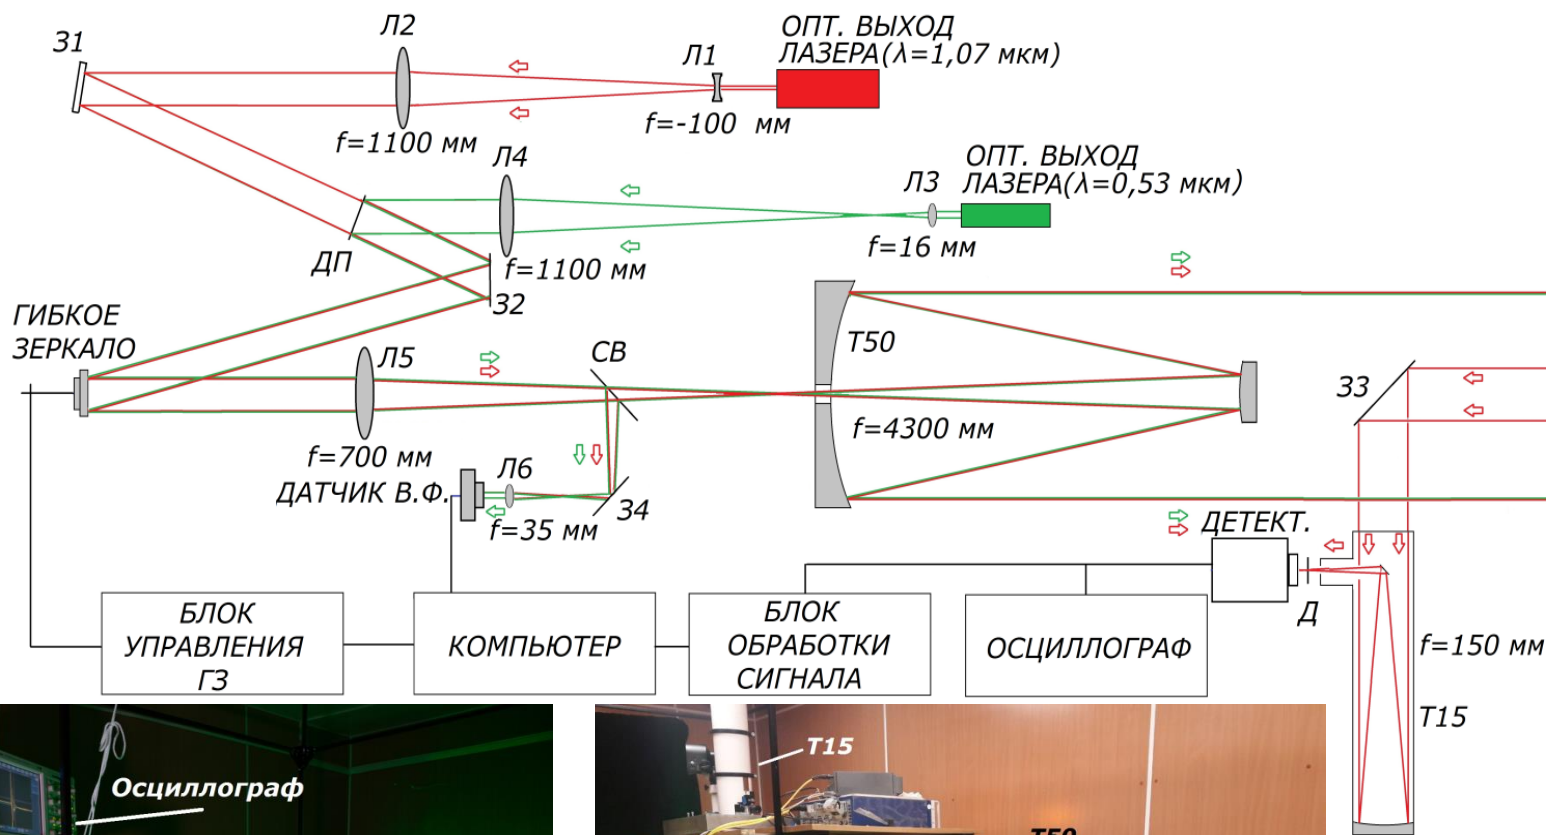 З1
Л2
Л1
ОПТ. ВЫХОД
ЛАЗЕРА(λ=1,07 мкм)
f=1100 мм
f=-100 мм
Л4
Л3
ОПТ. ВЫХОД
ЛАЗЕРА(λ=0,53 мкм)
ДП
f=1100 мм
f=16 мм
З2
ГИБКОЕ
ЗЕРКАЛО
Л5
СВ
Т50
З3
f=4300 мм
f=700 мм
ДАТЧИК В.Ф.
Л6
f=35 мм
З4
ДЕТЕКТ.
Д
БЛОК
УПРАВЛЕНИЯ
ГЗ
КОМПЬЮТЕР
БЛОК
ОБРАБОТКИ
СИГНАЛА
ОСЦИЛЛОГРАФ
f=150 мм
Т15
Осциллограф
Т15
Т50